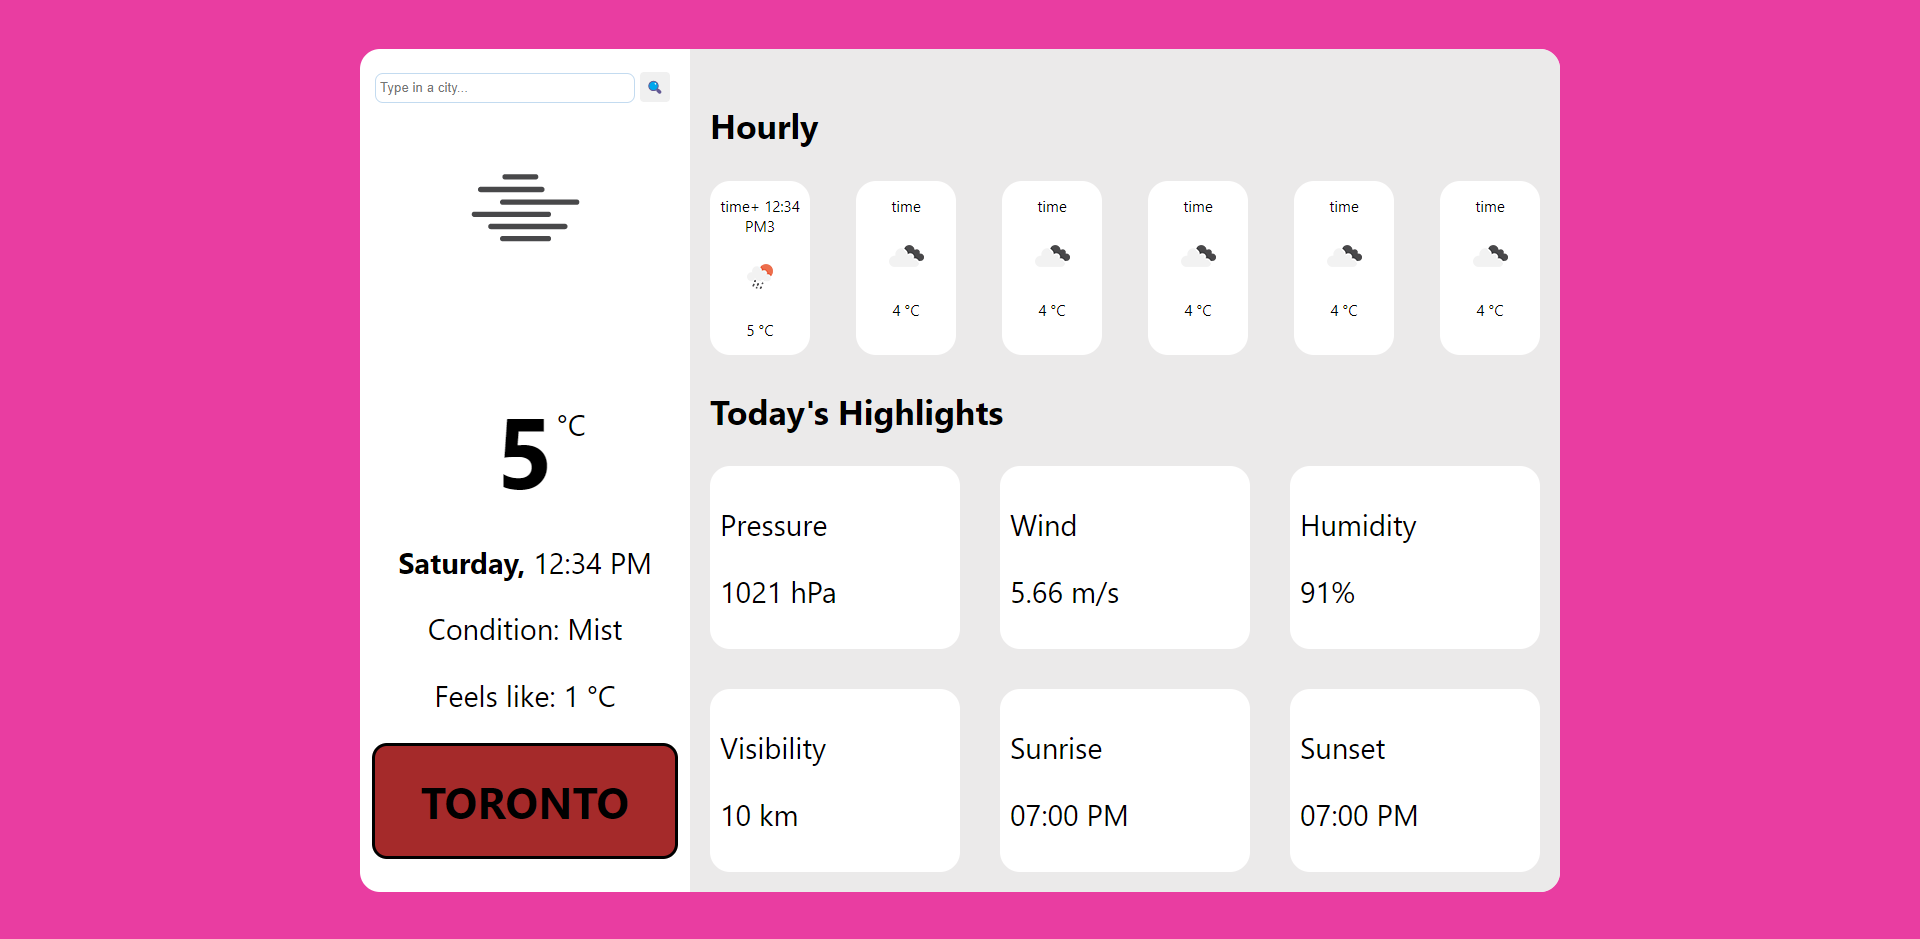 Type in a city...
5 °C
Saturday, 12:34 PM
Condition: Mist
Feels like: 1 °C
TORONTO
Hourly
time+ 12:34
PM3
5 °C
time
4 °C
time
4 °C
time
4 °C
time
4 °C
time
4 °C
Today's Highlights
Pressure
1021 hPa
Wind
5.66 m/s
Humidity
91%
Visibility
10 km
Sunrise
07:00 PM
Sunset
07:00 PM